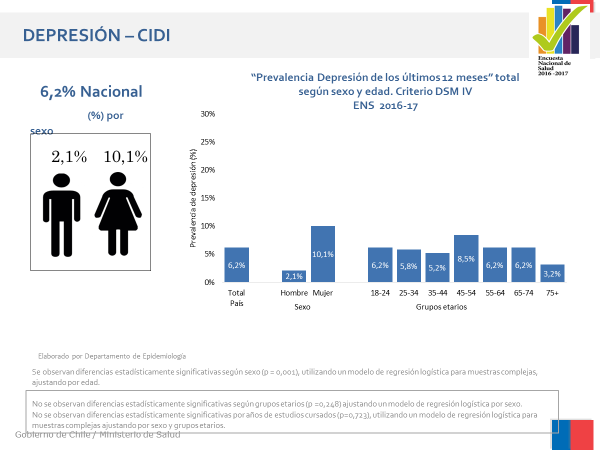 DEPRESIÓN – CIDI
Encuesta
Nacional de
Salud
2016 -2017
6,2% Nacional
(%) por
sexo
2,1% 10,1%
“Prevalencia Depresión de los últimos 12 meses” total
según sexo y edad. Criterio DSM IV
ENS 2016-17
Prevalencia de depresión (%)
30%
25%
20%
15%
10%
5%
0%
6,2% 2,1% 10,1% 6,2% 5,8% 5,2% 8,5% 6,2% 6,2% 3,2%
Total Hombre Mujer 18-24 25-34 35-44 45-54 55-64 65-74 75+
País Sexo Grupos etarios
Elaborado por Departamento de Epidemiología
Se observan diferencias estadísticamente significativas según sexo (p = 0,001), utilizando un modelo de regresión logística para muestras complejas,
ajustando por edad.
No se observan diferencias estadísticamente significativas según grupos etarios (p =0,248) ajustando un modelo de regresión logística por sexo.
No se observan diferencias estadísticamente significativas por años de estudios cursados (p=0,723), utilizando un modelo de regresión logística para
muestras complejas ajustando por sexo y grupos etarios.
Gobierno de Chile / Ministerio de Salud